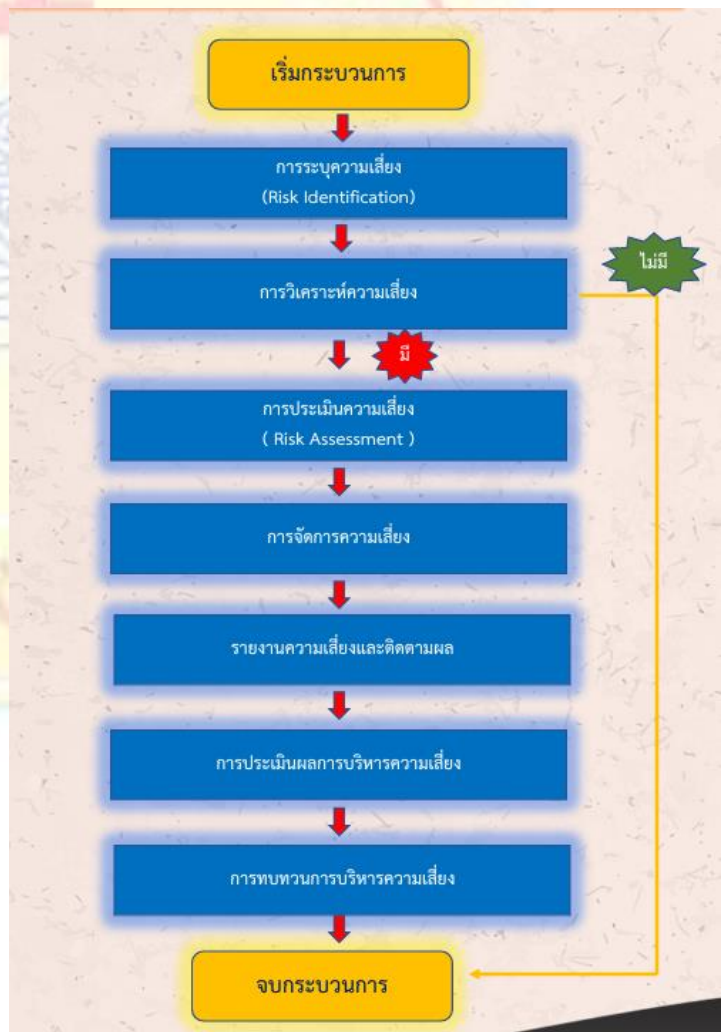 เริ่มกระบวนการ
การระบุความเสี่ยง
(Risk Identification)
ไม่มี
การวิเคราะห์ความเสี่ยง
มี
การประเมินความเสี่ยง
( Risk Assessment )
การจัดการความเสี่ยง
รายงานความเสี่ยงและติดตามผล
การประเมินผลการบริหารความเสี่ยง
การทบทวนการบริหารความเสี่ยง
จบกระบวนการ